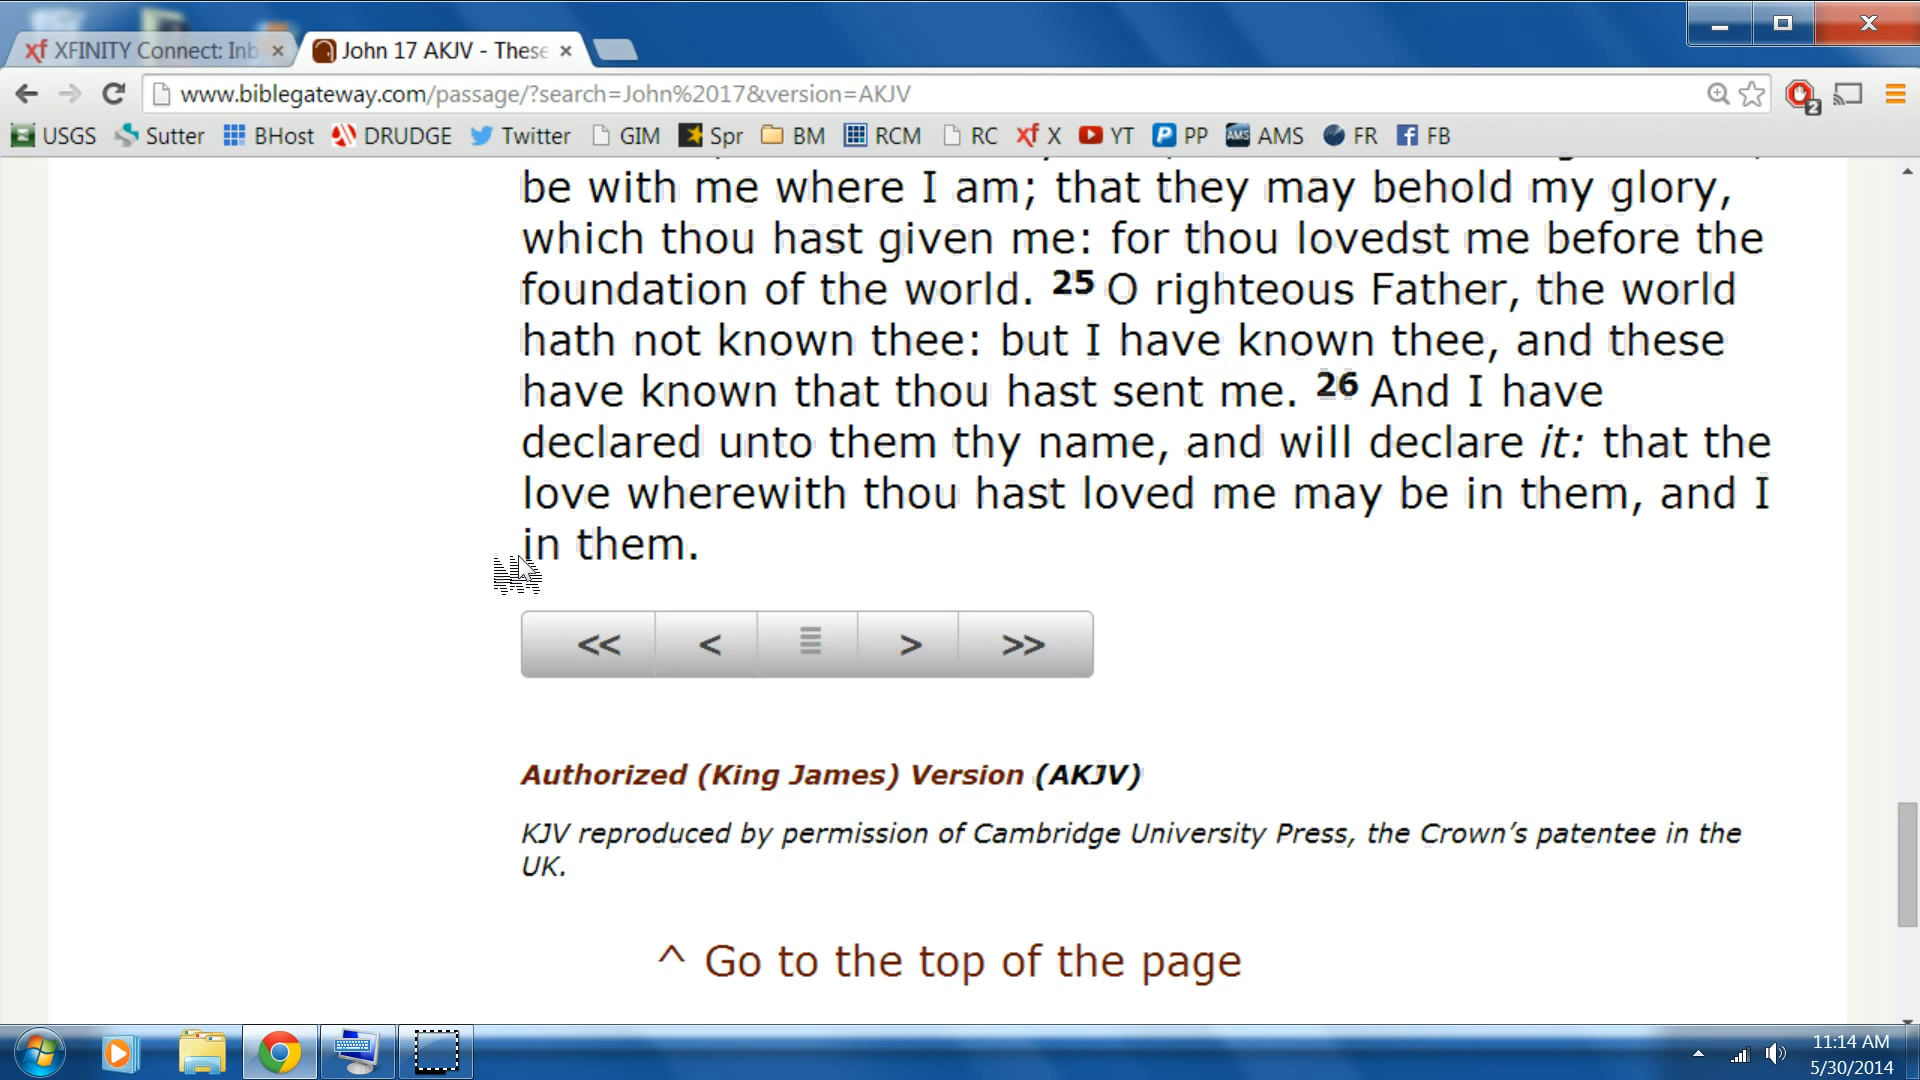 XFINITY Connect: Inb
John 17 AKJV - These
www.biblegateway.com/passage/?search=John%2017&version=AKJV
2
USGS Sutter BHost DRUDGE Twitter GIM Spr BM RCM RC X YT PP AMS FR FB
be with me where I am; that they may behold my glory,
which thou hast given me: for thou lovedst me before the
foundation of the world. 25 O righteous Father, the world
hath not known thee: but I have known thee, and these
have known that thou hast sent me. 26 And I have
declared unto them thy name, and will declare it: that the
love wherewith thou hast loved me may be in them, and I
in them.
<< < > >>
Authorized (King James) Version (AKJV)
KJV reproduced by permission of Cambridge University Press, the Crown’s patentee in the
UK.
^ Go to the top of the page
11:14 AM
5/30/2014